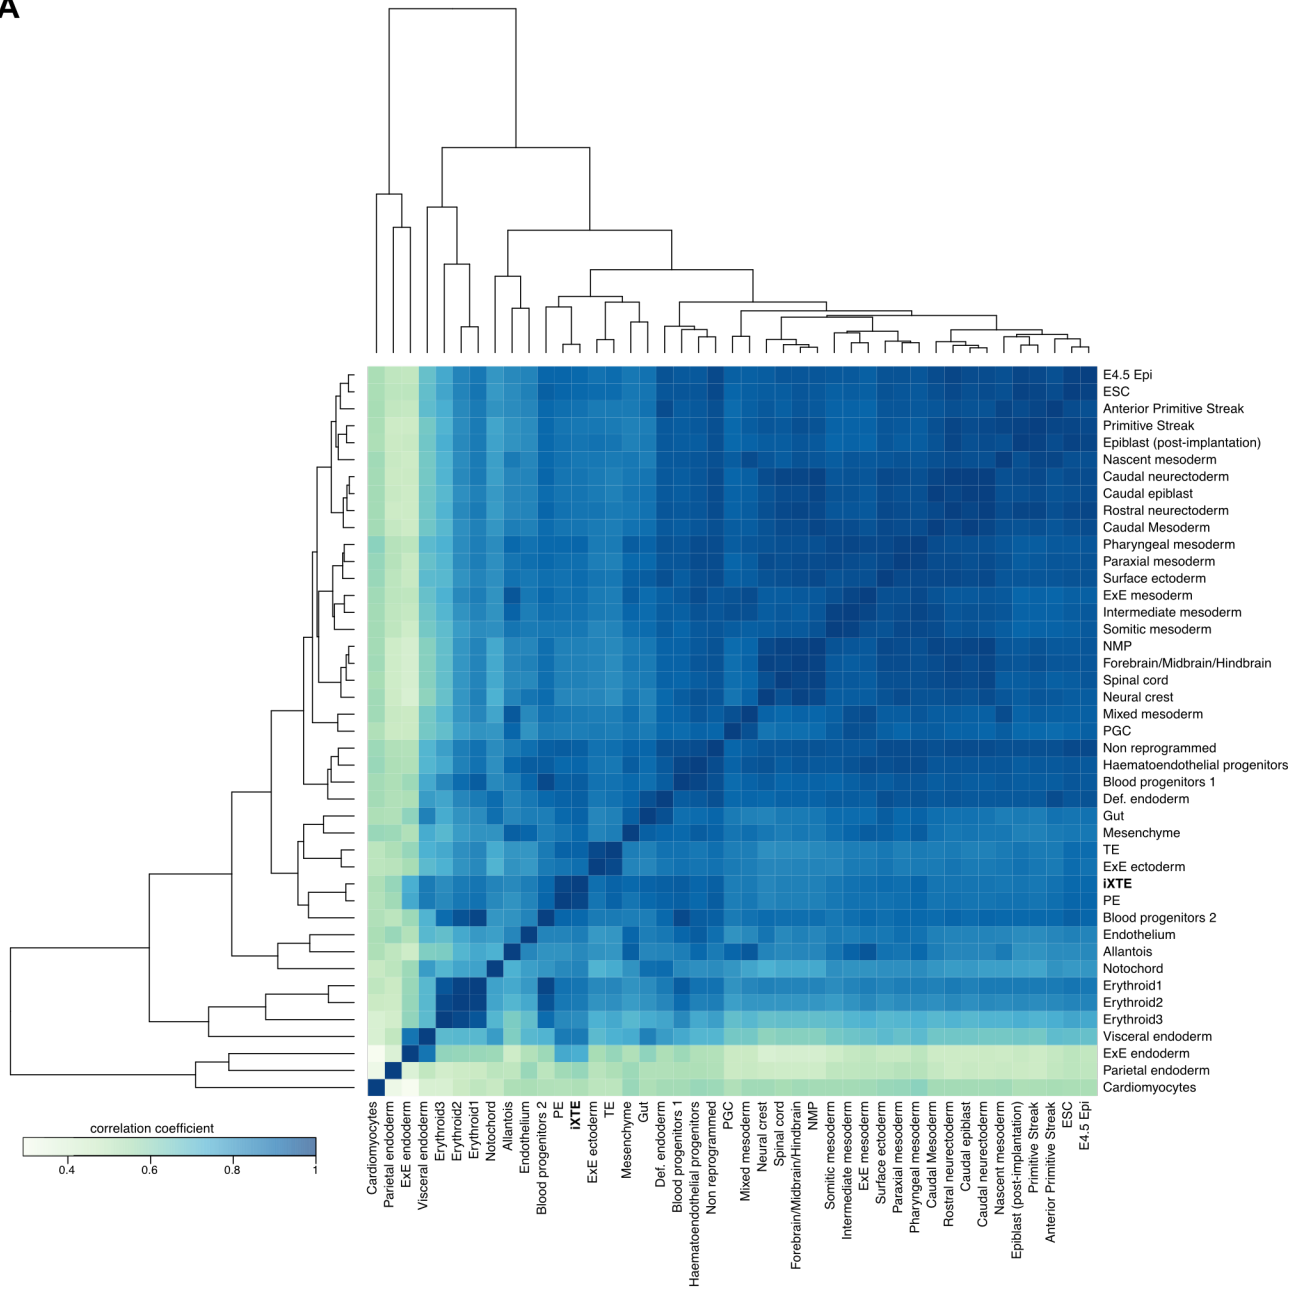 A
E4.5 Epi
ESC
Anterior Primitive Streak
Primitive Streak
Epiblast (post-implantation)
Nascent mesoderm
Caudal neurectoderm
Caudal epiblast
Rostral neurectoderm
Caudal Mesoderm
Pharyngeal mesoderm
Paraxial mesoderm
Surface ectoderm
ExE mesoderm
Intermediate mesoderm
Somitic mesoderm
NMP
Forebrain/Midbrain/Hindbrain
Spinal cord
Neural crest
Mixed mesoderm
PGC
Non reprogrammed
Haematoendothelial progenitors
Blood progenitors 1
Def. endoderm
Gut
Mesenchyme
TE
ExE ectoderm
iXTE
PE
Blood progenitors 2
Endothelium
Allantois
Notochord
Erythroid1
Erythroid2
Erythroid3
Visceral endoderm
ExE endoderm
Parietal endoderm
Cardiomyocytes
Cardiomyocytes
Parietal endoderm
ExE endoderm
Visceral endoderm
Erythroid3
Erythroid2
Erythroid1
Notochord
Allantois
Endothelium
Blood progenitors 2
PE
iXTE
ExE ectoderm
TE
Mesenchyme
Gut
Def. endoderm
Blood progenitors 1
Haematoendothelial progenitors
Non reprogrammed
PGC
Mixed mesoderm
Neural crest
Spinal cord
Forebrain/Midbrain/Hindbrain
NMP
Somitic mesoderm
Intermediate mesoderm
ExE mesoderm
Surface ectoderm
Paraxial mesoderm
Pharyngeal mesoderm
Caudal Mesoderm
Rostral neurectoderm
Caudal epiblast
Caudal neurectoderm
Nascent mesoderm
Epiblast (post-implantation)
Primitive Streak
Anterior Primitive Streak
ESC
E4.5 Epi
correlation coefficient
0.4 0.6 0.8 1